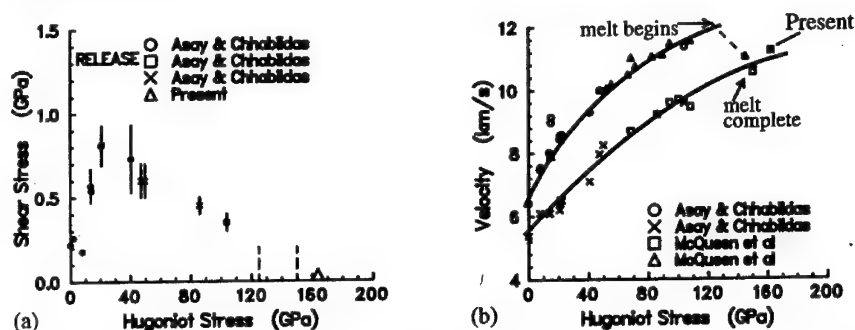 (a)
1.5
1.0
0.5
0.0
Shear Stress (GPa)
RELEASE
Asay & Chhabildas
Asay & Chhabildas
Asay & Chhabildas
Present
0 40 80 120 160 200
Hugoniot Stress (GPa)
(b)
12
10
8
6
4
Velocity (km/s)
melt begins
Present
melt
complete
Asay & Chhabildas
Asay & Chhabildas
McQueen et al
McQueen et al
0 40 80 120 160 200
Hugoniot Stress (GPa)